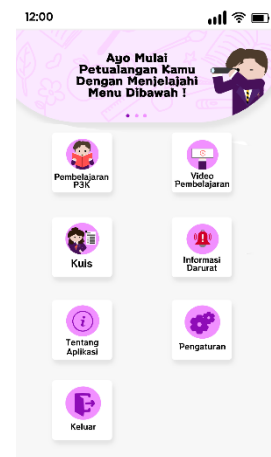 12:00
Ayo Mulai
Petualangan Kamu
Dengan Menjelajahi
Menu Dibawah !
Pembelajaran
P3K
Video
Pembelajaran
Kuis
Informasi
Darurat
Tentang
Aplikasi
Pengaturan
Keluar